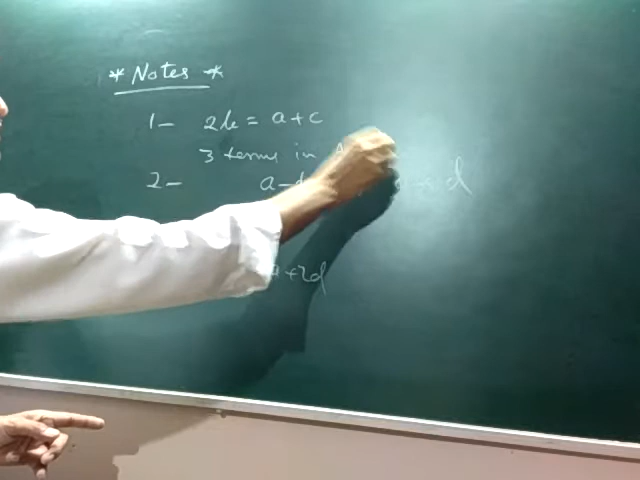 * Notes *
1- 2b = a+c
3 terms in A
2- a-d a + d
a+2d